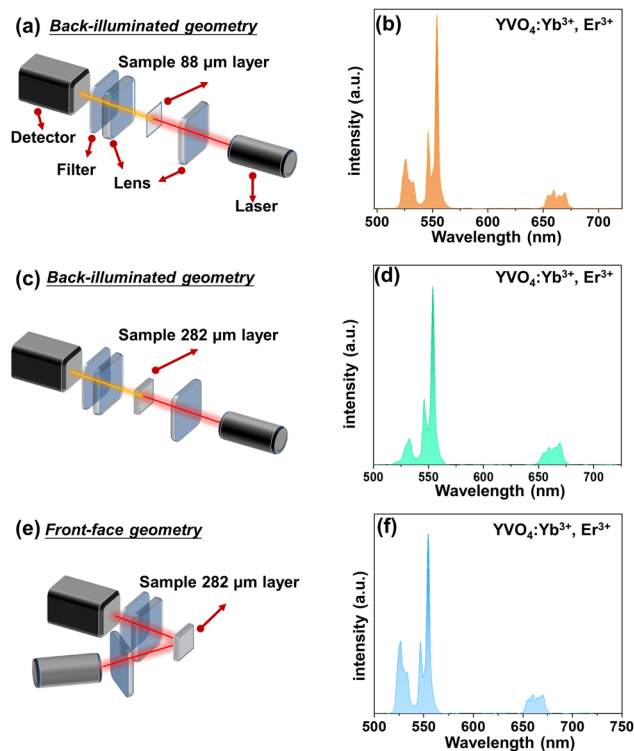 (a) Back-illuminated geometry
Sample 88 μm layer
Detector
Filter
Lens
Laser
(b)
YVO₄:Yb³⁺, Er³⁺
intensity (a.u.)
500 550 600 650 700
Wavelength (nm)
(c) Back-illuminated geometry
Sample 282 μm layer
(d)
YVO₄:Yb³⁺, Er³⁺
intensity (a.u.)
500 550 600 650 700
Wavelength (nm)
(e) Front-face geometry
Sample 282 μm layer
(f)
YVO₄:Yb³⁺, Er³⁺
intensity (a.u.)
500 550 600 650 700 750
Wavelength (nm)